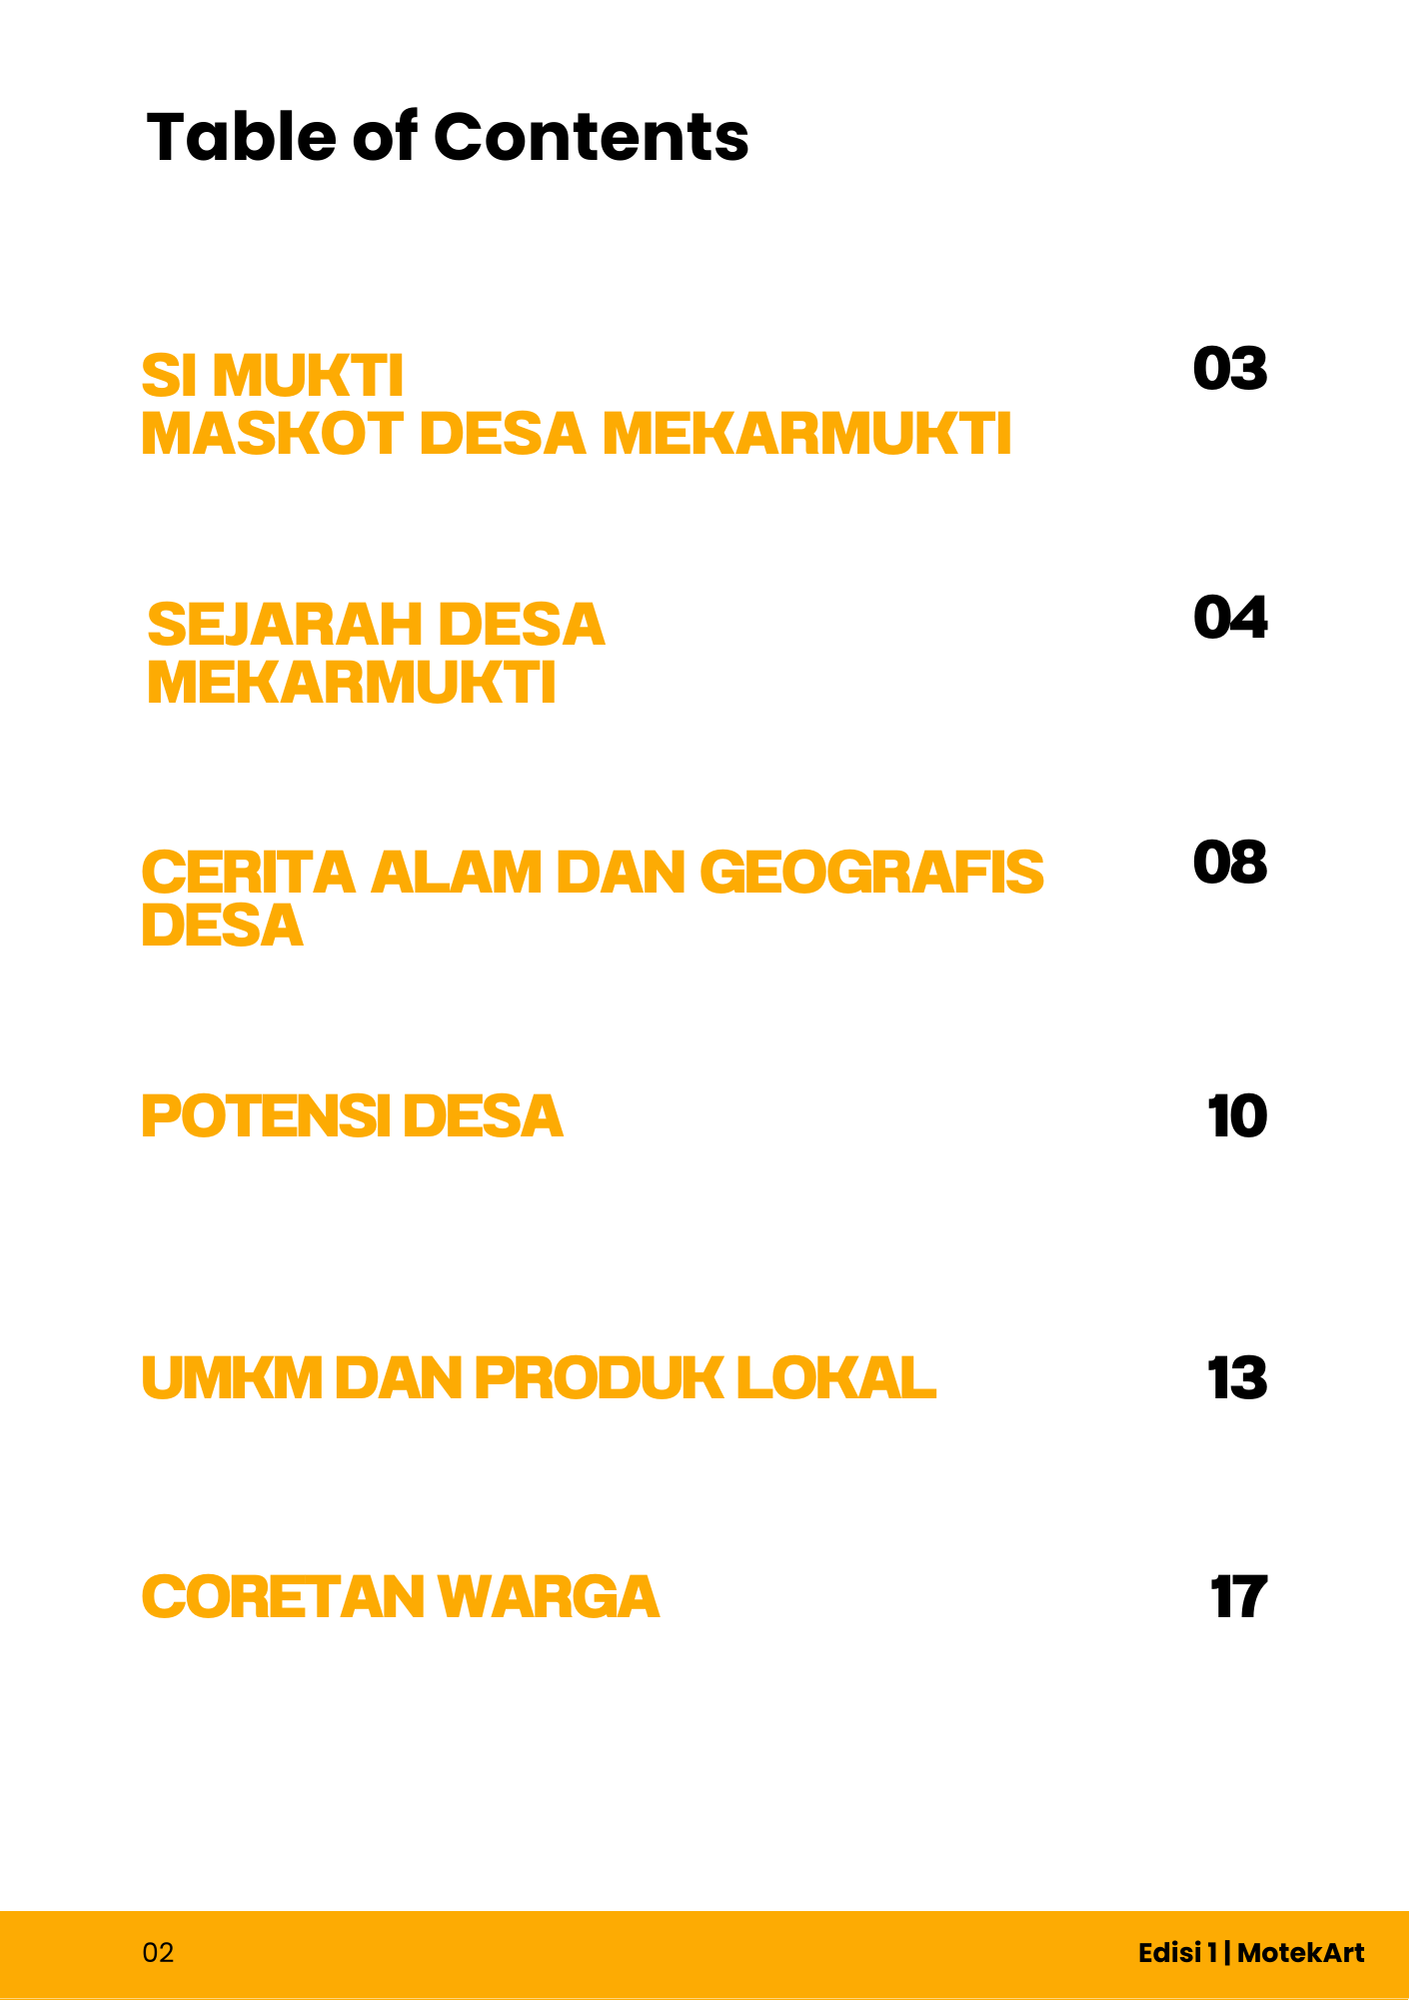 Table of Contents
SI MUKTI 03
MASKOT DESA MEKARMUKTI
SEJARAH DESA 04
MEKARMUKTI
CERITA ALAM DAN GEOGRAFIS 08
DESA
POTENSI DESA 10
UMKM DAN PRODUK LOKAL 13
CORETAN WARGA 17
02 Edisi 1 | MotekArt